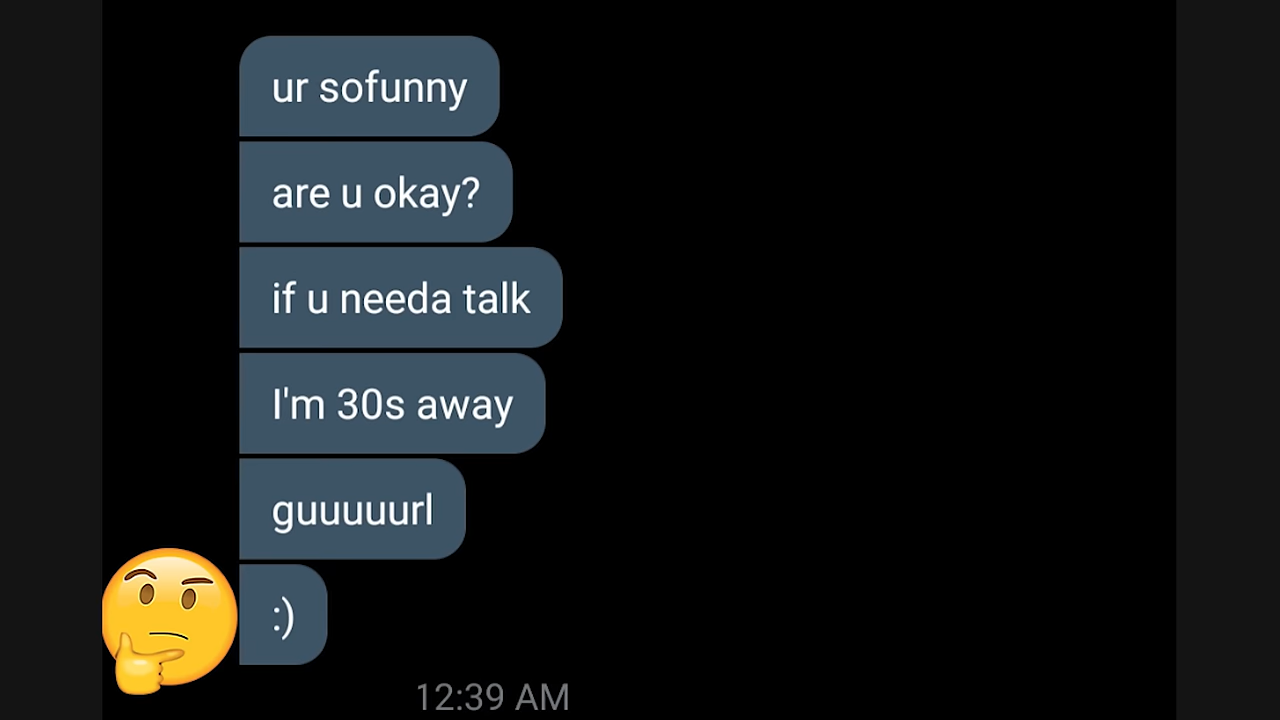 ur sofunny
are u okay?
if u needa talk
I'm 30s away
guuuuurl
:)
12:39 AM